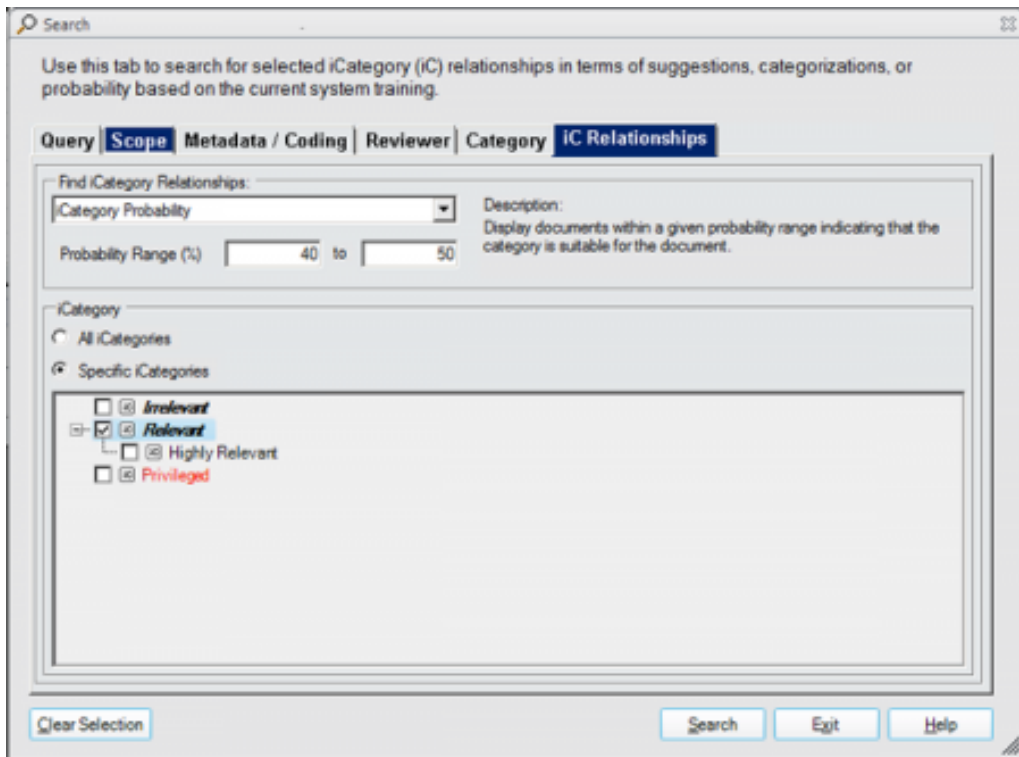 Search
Use this tab to search for selected iCategory (iC) relationships in terms of suggestions, categorizations, or
probability based on the current system training.
Query Scope Metadata / Coding Reviewer Category iC Relationships
Find iCategory Relationships:
iCategory Probability
Description:
Display documents within a given probability range indicating that the
category is suitable for the document.
Probability Range (%) 40 to 50
iCategory
All iCategories
Specific iCategories
Irrelevant
Relevant
Highly Relevant
Privileged
Clear Selection Search Exit Help